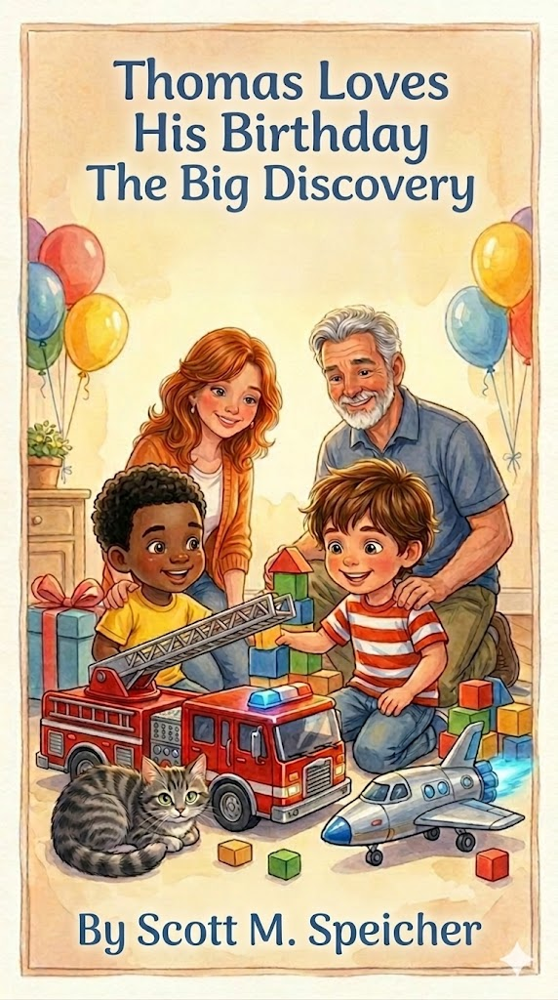 Thomas Loves
His Birthday
The Big Discovery
By Scott M. Speicher